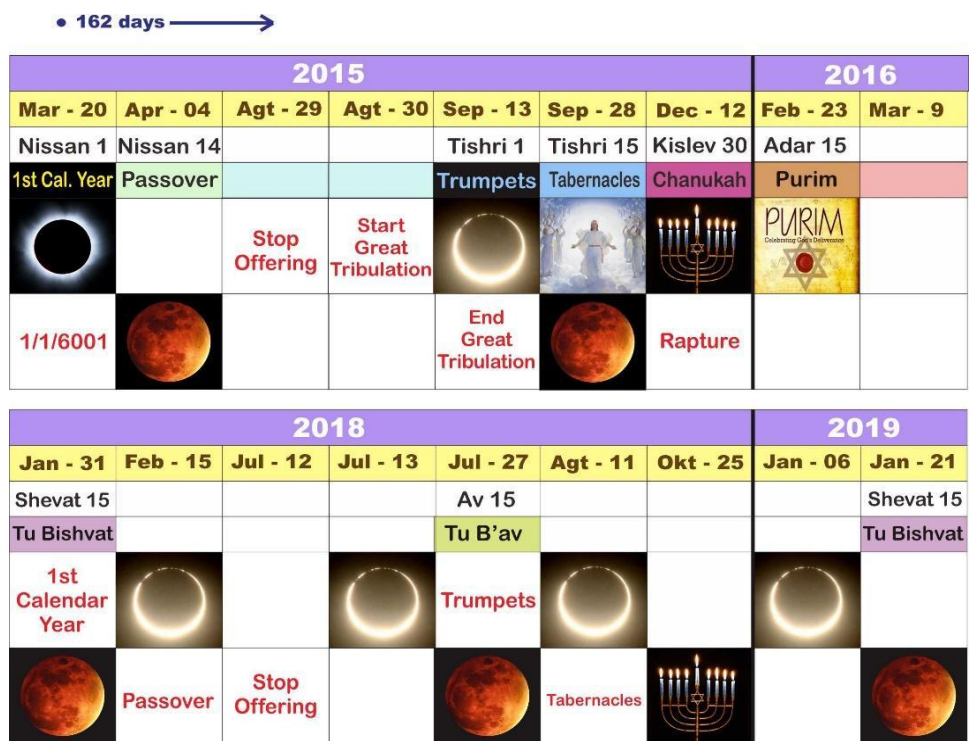 • 162 days
2015 2016
Mar - 20 Apr - 04 Agt - 29 Agt - 30 Sep - 13 Sep - 28 Dec - 12 Feb - 23 Mar - 9
Nissan 1 Nissan 14 Tishri 1 Tishri 15 Kislev 30 Adar 15
1st Cal. Year Passover Trumpets Tabernacles Chanukah Purim
Stop
Offering
Start
Great
Tribulation
PURIM
Celebrating God's Deliverance
1/1/6001
End
Great
Tribulation
Rapture
2018 2019
Jan - 31 Feb - 15 Jul - 12 Jul - 13 Jul - 27 Agt - 11 Okt - 25 Jan - 06 Jan - 21
Shevat 15 Av 15 Shevat 15
Tu Bishvat Tu B'av Tu Bishvat
1st
Calendar
Year
Trumpets
Passover
Stop
Offering
Tabernacles